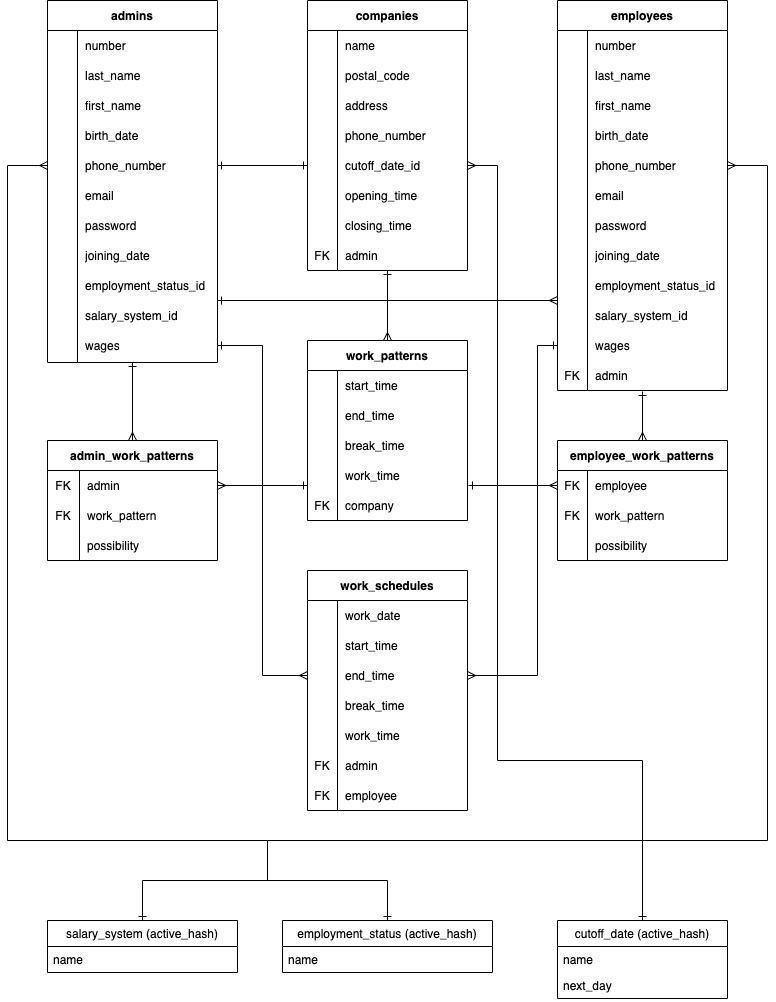 admins
number
last_name
first_name
birth_date
phone_number
email
password
joining_date
employment_status_id
salary_system_id
wages
companies
name
postal_code
address
phone_number
cutoff_date_id
opening_time
closing_time
FK admin
employees
number
last_name
first_name
birth_date
phone_number
email
password
joining_date
employment_status_id
salary_system_id
wages
FK admin
work_patterns
start_time
end_time
break_time
work_time
FK company
admin_work_patterns
FK admin
FK work_pattern
possibility
employee_work_patterns
FK employee
FK work_pattern
possibility
work_schedules
work_date
start_time
end_time
break_time
work_time
FK admin
FK employee
salary_system (active_hash)
name
employment_status (active_hash)
name
cutoff_date (active_hash)
name
next_day